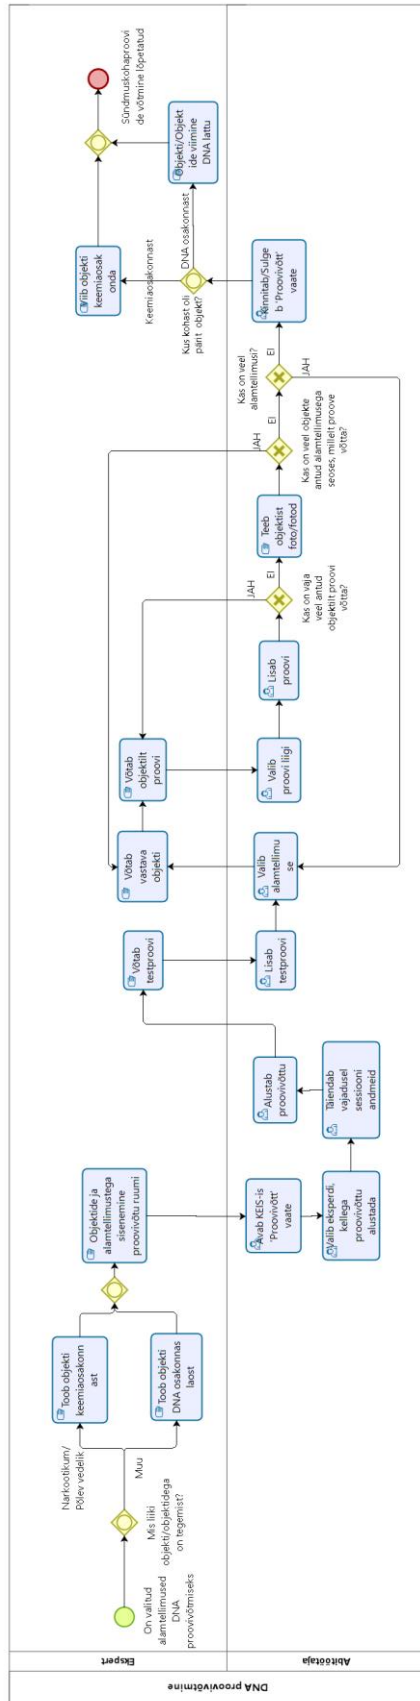 DNA proovivõtmine
Ekspert
Abitöötaja
On valitud
alamtellimused
DNA
proovivõtmiseks
Mis liiki
objekti/objektidega
on tegemist?
Narkootikum/
Põlev vedelik
Muu
Toob objekti
keemiaosakonn
ast
Toob objekti
DNA osakonnas
laost
Objektide ja
alamtellimustega
sisenemine
proovivõtu ruumi
Avab KEIS-is
'Proovivõtt'
vaate
Valib eksperdi,
kellega
proovivõttu
alustada
Täiendab
vajadusel
sessiooni
andmeid
Alustab
proovivõttu
Võtab
testproovi
Lisab
testproovi
Valib
alamtellimu
se
Võtab
vastava
objekti
Võtab
objektilt
proovi
Valib
proovi liigi
Lisab
proovi
Kas on vaja
veel antud
objektilt proovi
võtta?
JAH
EI
Teeb
objektist
foto/fotod
Kas on veel objekte
antud alamtellimusega
seoses, millelt proove
võtta?
JAH
EI
Kas on veel
alamtellimusi?
JAH
EI
Kinnitab/Sulge
b 'Proovivõtt'
vaate
Kus kohast oli
pärit objekt?
Keemiaosakonnast
DNA osakonnast
Viib objekti
keemiaosak
onda
Objekti/Objekt
ide viimine
DNA lattu
Sündmuskohaproovi
de võtmine lõpetatud